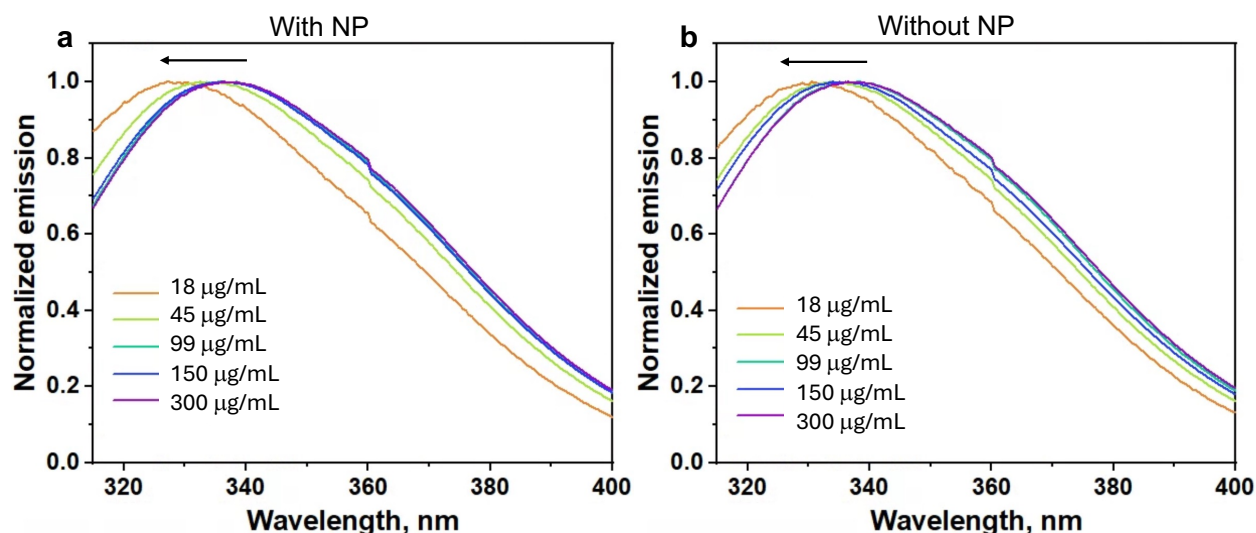 a
With NP
1.0
0.8
0.6
0.4
0.2
0.0
Normalized emission
18 μg/mL
45 μg/mL
99 μg/mL
150 μg/mL
300 μg/mL
320
340
360
380
400
Wavelength, nm
b
Without NP
1.0
0.8
0.6
0.4
0.2
0.0
Normalized emission
18 μg/mL
45 μg/mL
99 μg/mL
150 μg/mL
300 μg/mL
320
340
360
380
400
Wavelength, nm